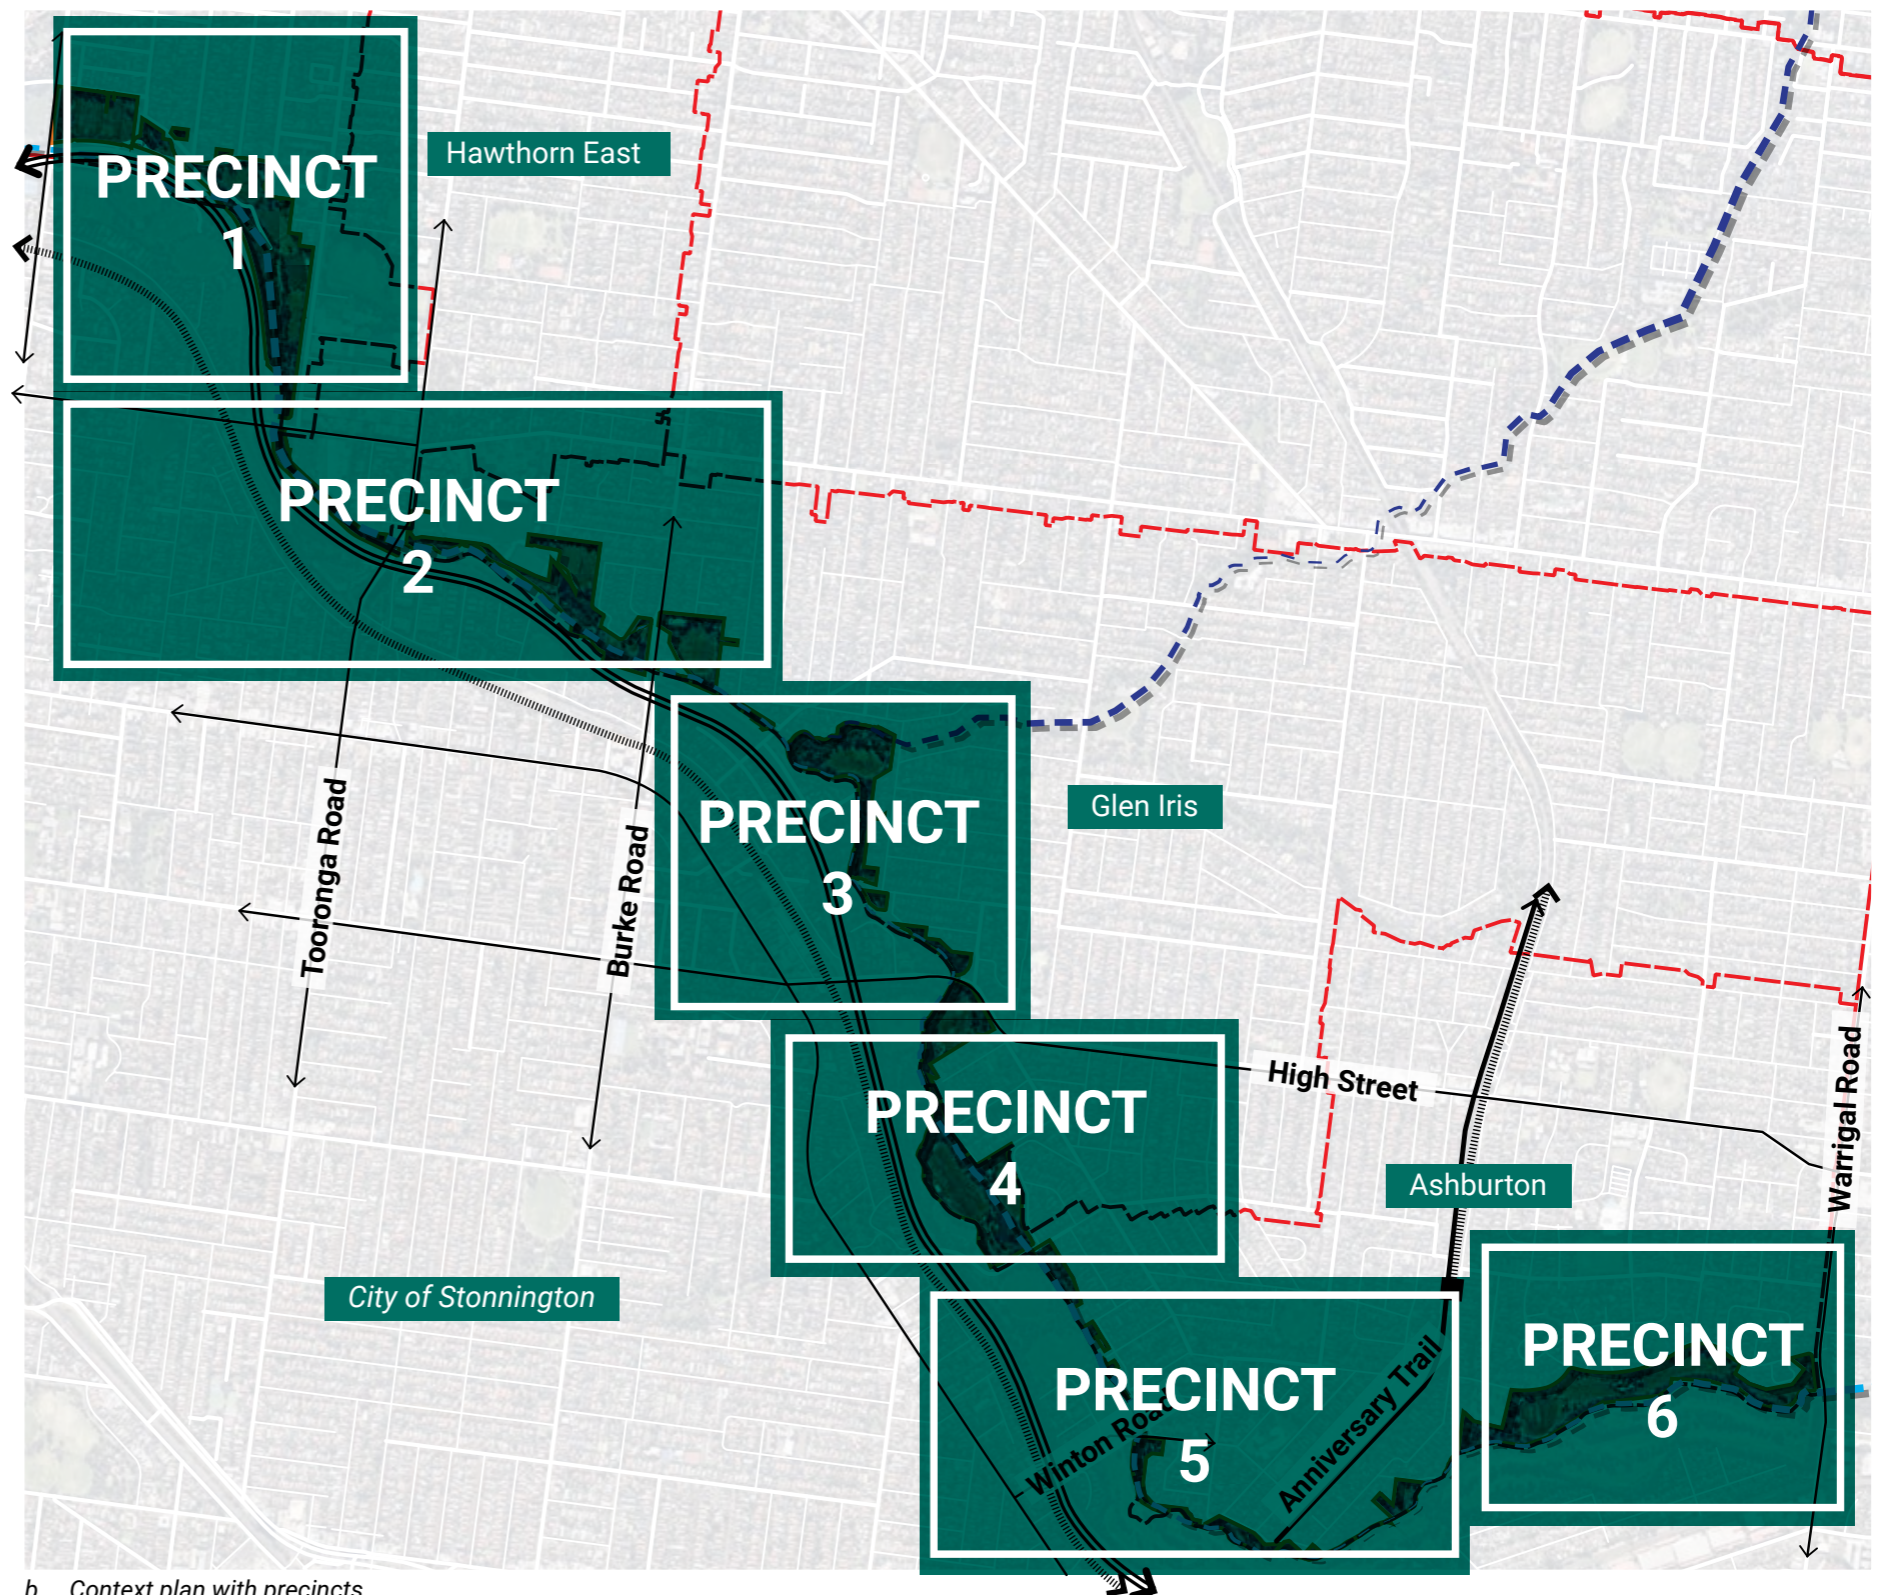 PRECINCT
1
Hawthorn East
PRECINCT
2
PRECINCT
3
Glen Iris
Tooronga Road
Burke Road
High Street
Warrigal Road
PRECINCT
4
Ashburton
City of Stonnington
PRECINCT
5
Winton Road
Anniversary Trail
PRECINCT
6
b Context plan with precincts